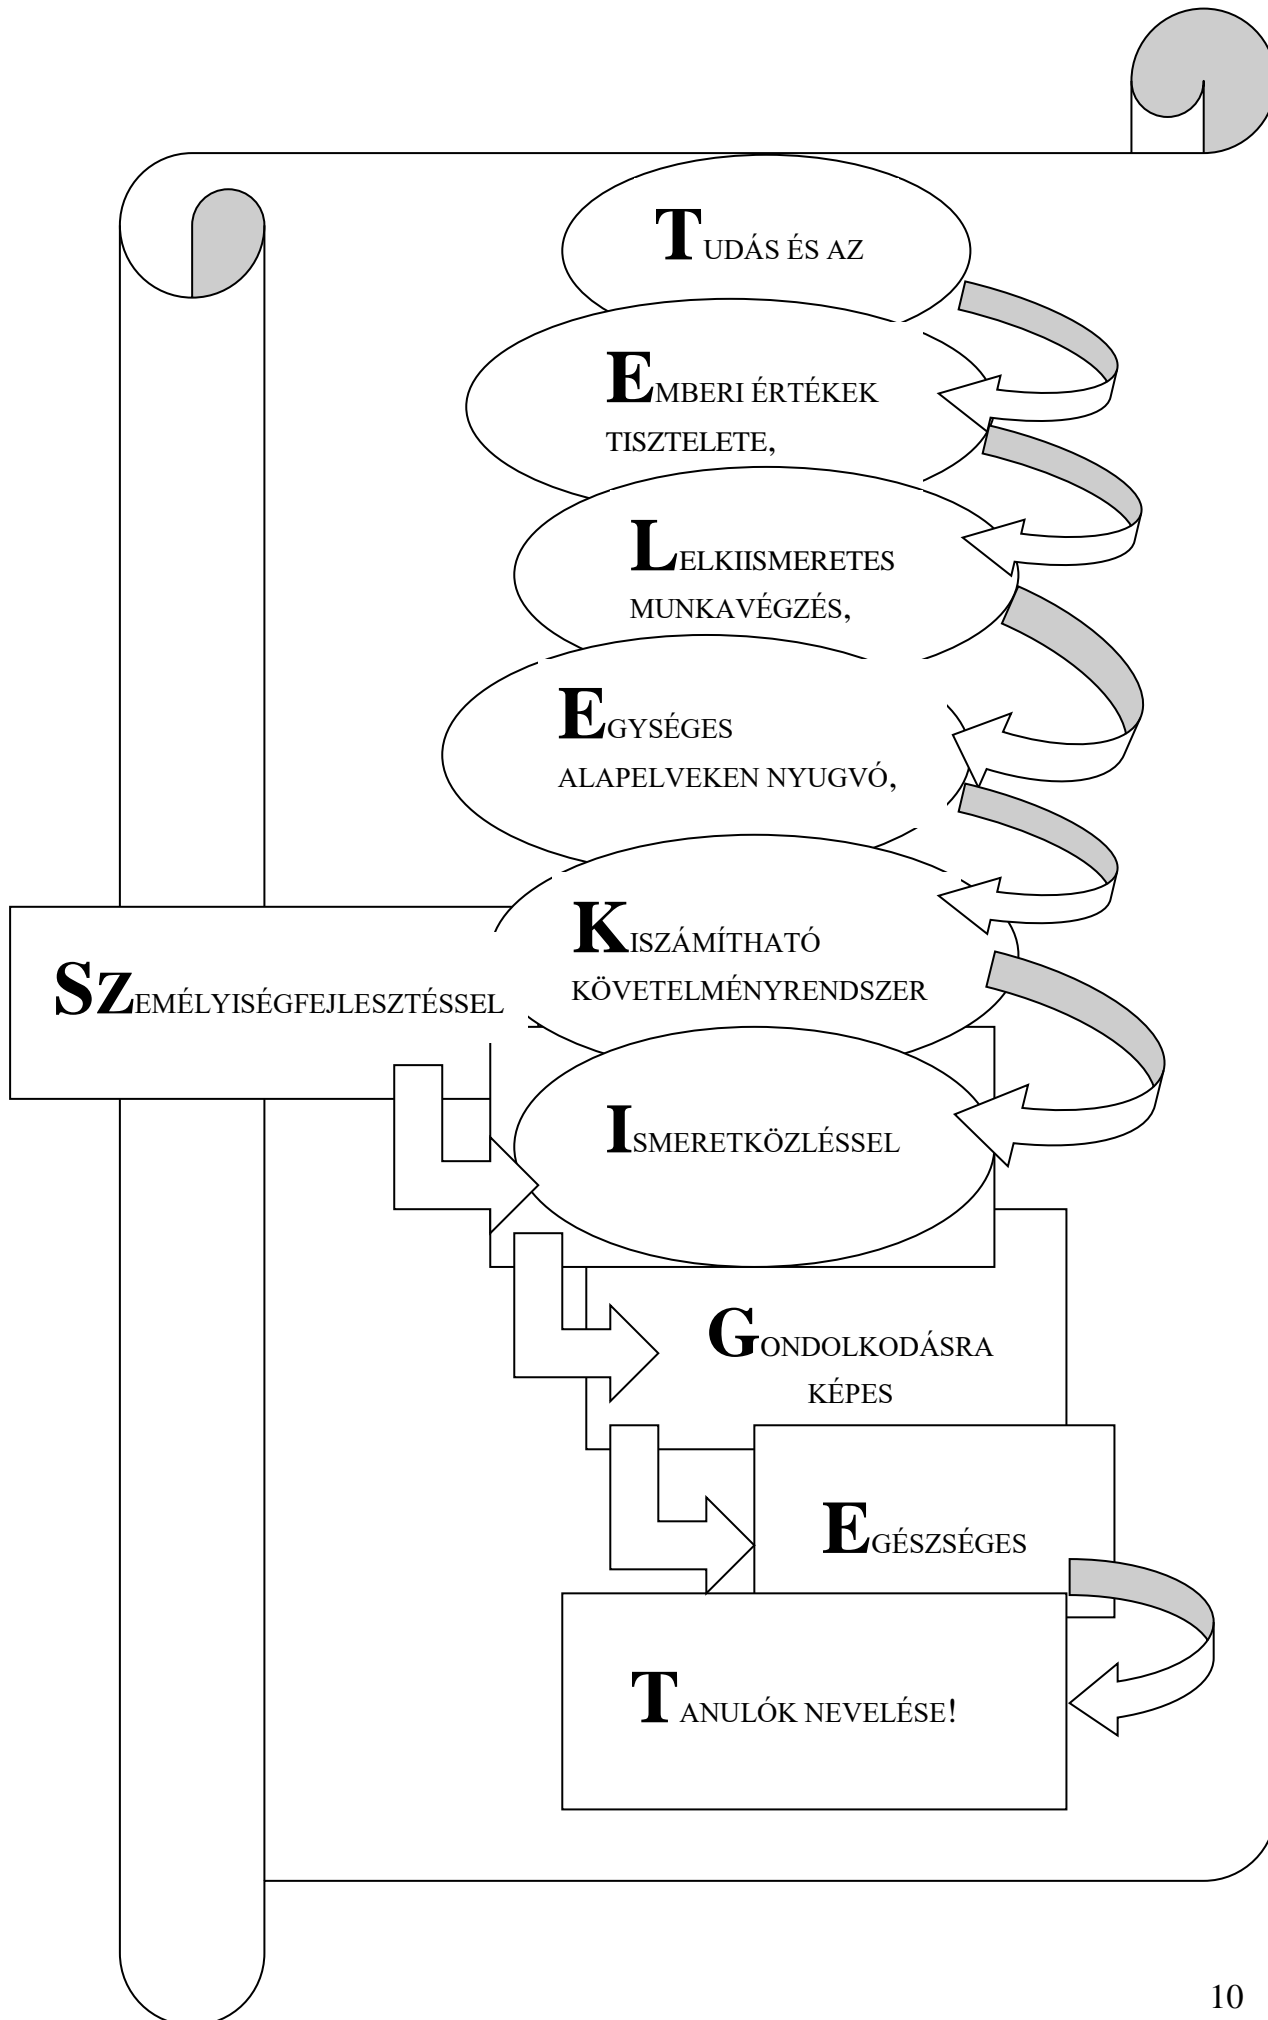 TUDÁS ÉS AZ
EMBERI ÉRTÉKEK
TISZTELETE,
LELKIISMERETES
MUNKAVÉGZÉS,
EGYSÉGES
ALAPELVEKEN NYUGVÓ,
KISZÁMÍTHATÓ
KÖVETELMÉNYRENDSZER
SZEMÉLYISÉGFEJLESZTÉSSEL
ISMERETKÖZLÉSSEL
GONDOLKODÁSRA
KÉPES
EGÉSZSÉGES
TANULÓK NEVELÉSE!
10